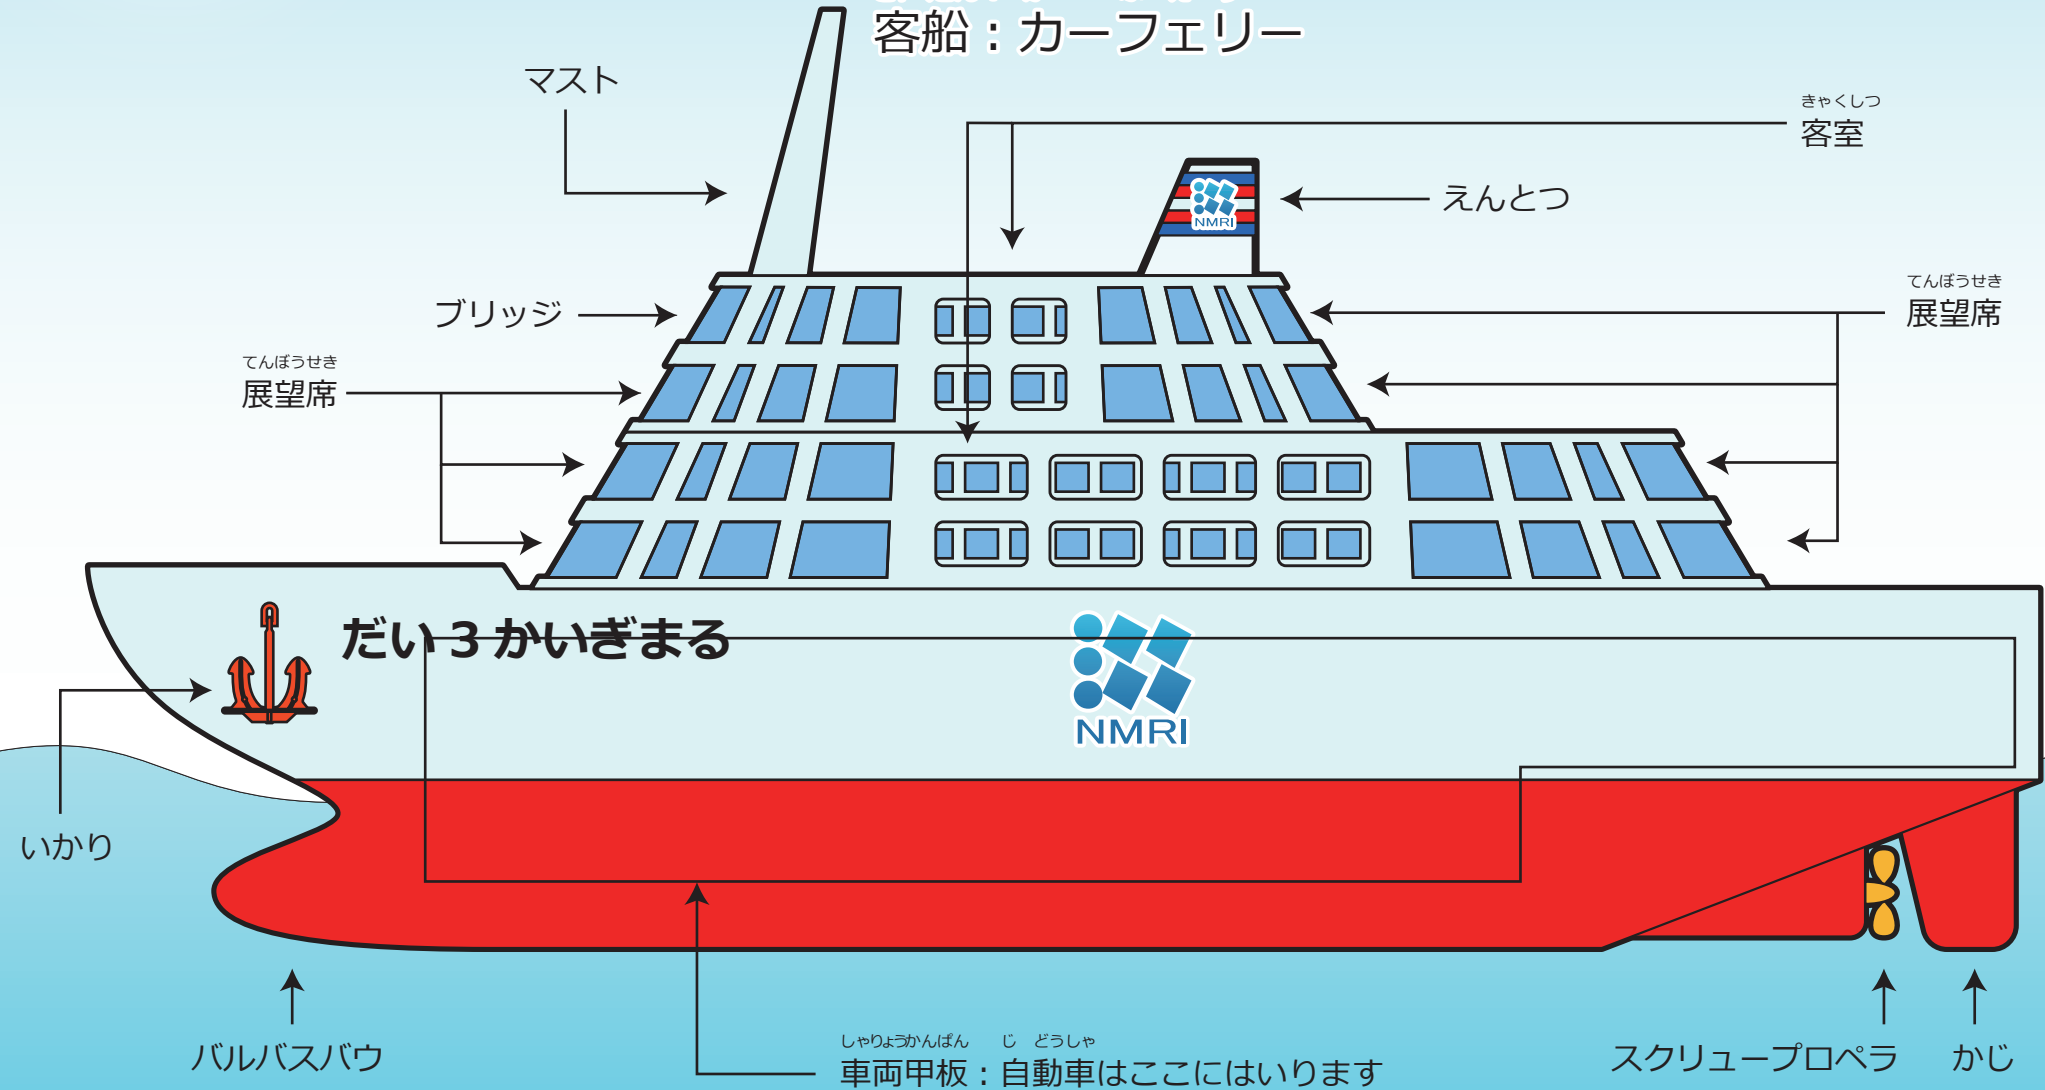 客船：カーフェリー
マスト
きゃくしつ
客室
えんとつ
NMRI
てんぼうせき
展望席
ブリッジ
てんぼうせき
展望席
だい3かいぎまる
NMRI
いかり
バルバスバウ
しゃりょうかんぱん じどうしゃ
車両甲板：自動車はここにはいります
スクリュープロペラ
かじ